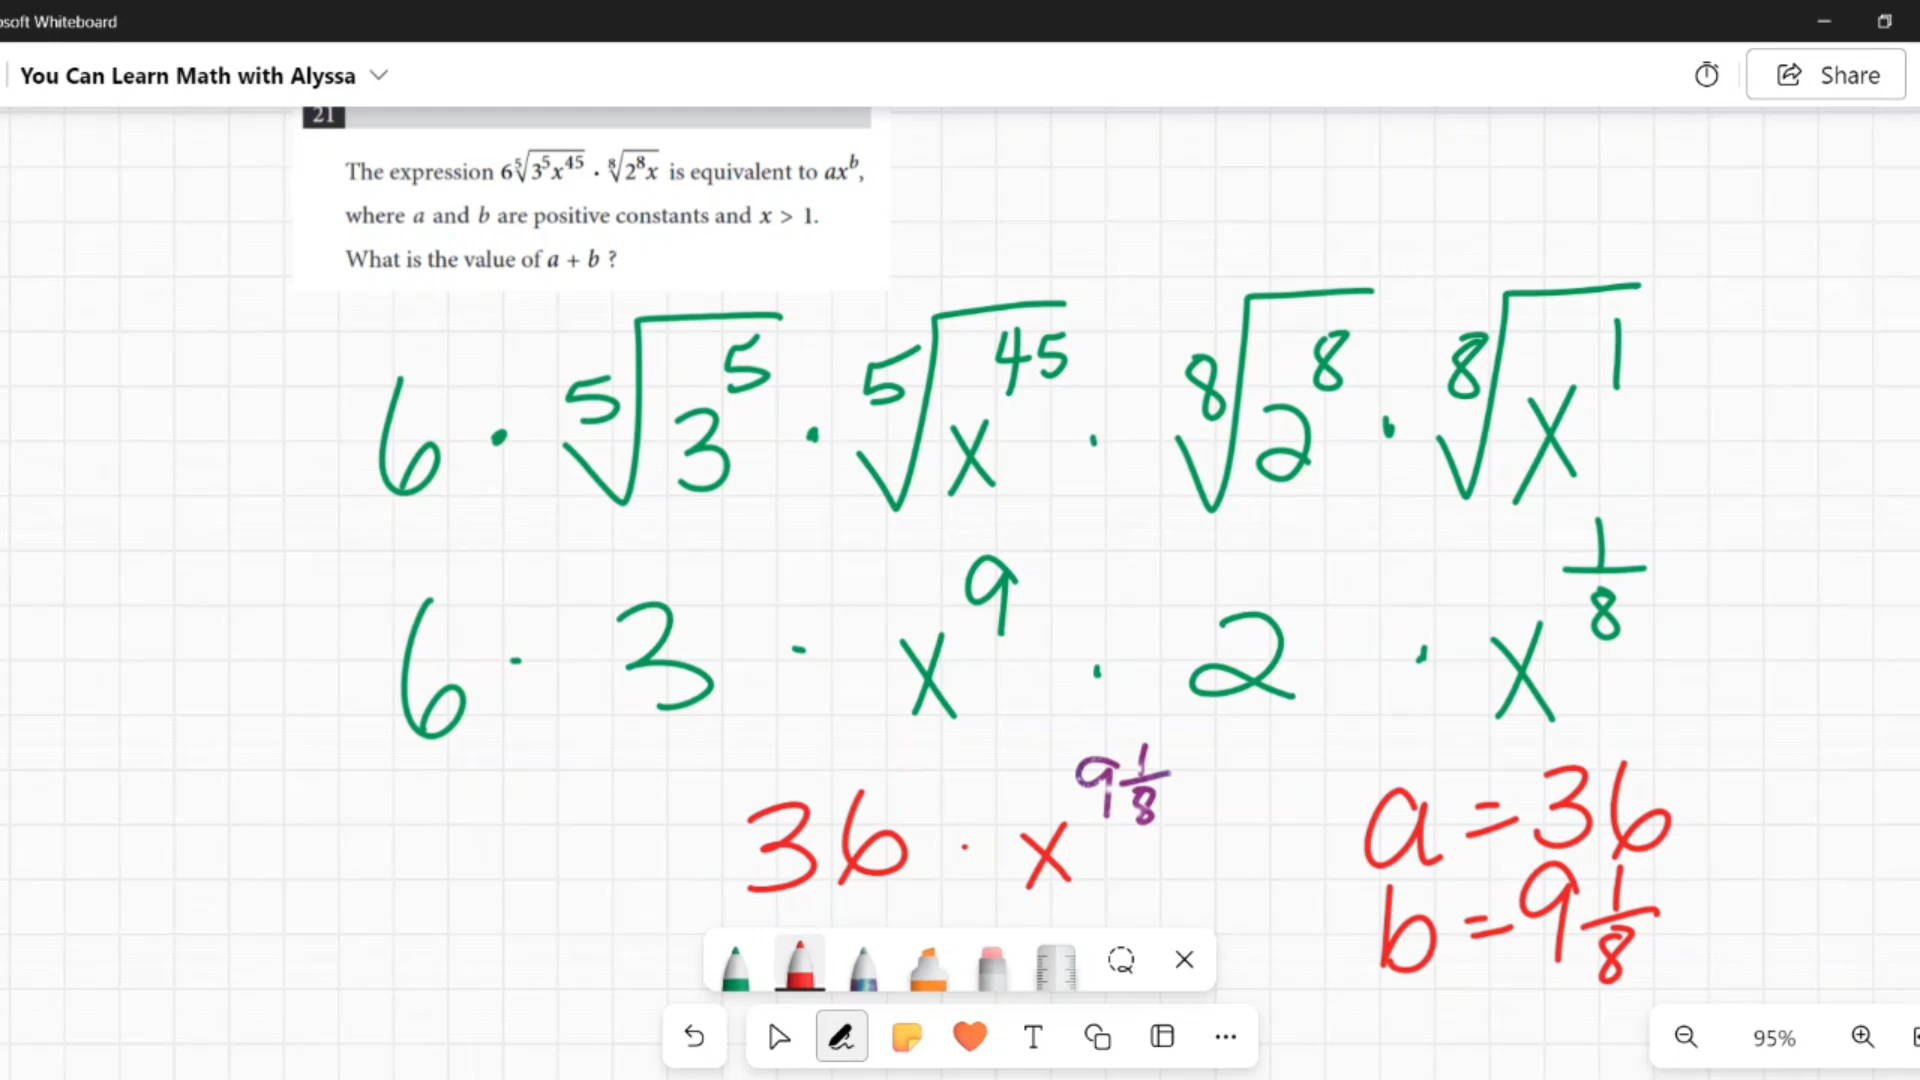 osoft Whiteboard
You Can Learn Math with Alyssa
Share
21
The expression 6⁵√3⁵x⁴⁵ · ⁸√2⁸x is equivalent to axᵇ,
where a and b are positive constants and x > 1.
What is the value of a + b ?
6 · ⁵√3⁵ · ⁵√x⁴⁵ · ⁸√2⁸ · ⁸√x¹
6 · 3 · x⁹ · 2 · x^1/8
36 · x^9 1/8
a = 36
b = 9 1/8
95%